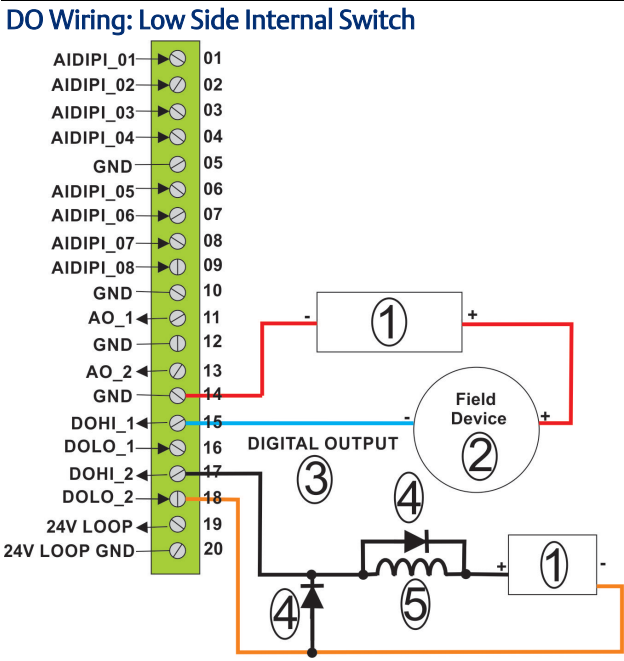 DO Wiring: Low Side Internal Switch
AIDIPI_01 01
AIDIPI_02 02
AIDIPI_03 03
AIDIPI_04 04
GND 05
AIDIPI_05 06
AIDIPI_06 07
AIDIPI_07 08
AIDIPI_08 09
GND 10
AO_1 11
GND 12
AO_2 13
GND 14
DOHI_1 15
DOLO_1 16
DOHI_2 17
DOLO_2 18
24V LOOP 19
24V LOOP GND 20
- 1 +
Field
Device
- 2 +
DIGITAL OUTPUT
3
4
5
4
+ 1 -